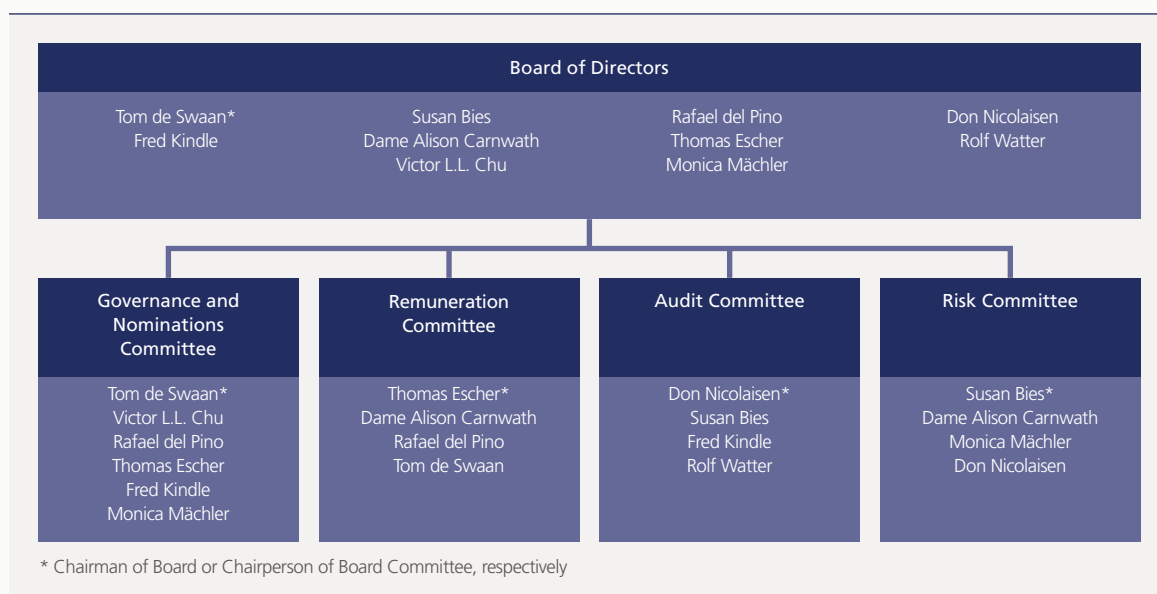 Board of Directors
Tom de Swaan*
Fred Kindle
Susan Bies
Dame Alison Carnwath
Victor L.L. Chu
Rafael del Pino
Thomas Escher
Monica Mächler
Don Nicolaisen
Rolf Watter
Governance and
Nominations
Committee
Tom de Swaan*
Victor L.L. Chu
Rafael del Pino
Thomas Escher
Fred Kindle
Monica Mächler
Remuneration
Committee
Thomas Escher*
Dame Alison Carnwath
Rafael del Pino
Tom de Swaan
Audit Committee
Don Nicolaisen*
Susan Bies
Fred Kindle
Rolf Watter
Risk Committee
Susan Bies*
Dame Alison Carnwath
Monica Mächler
Don Nicolaisen
* Chairman of Board or Chairperson of Board Committee, respectively